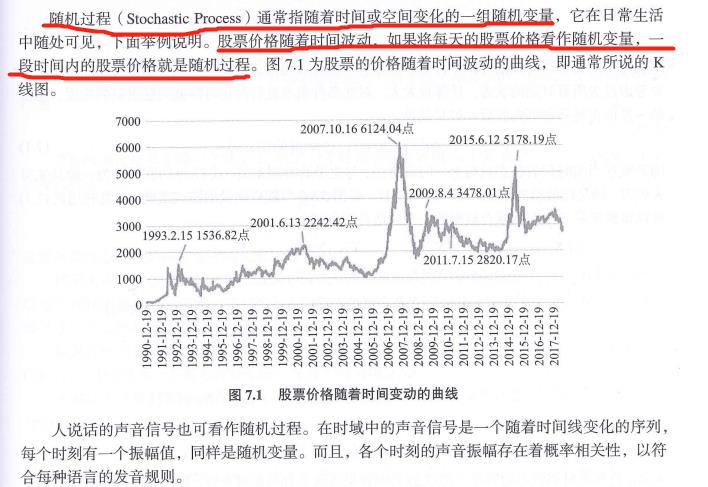 随机过程（Stochastic Process）通常指随着时间或空间变化的一组随机变量，它在日常生活
中随处可见，下面举例说明。股票价格随着时间波动，如果将每天的股票价格看作随机变量，一
段时间内的股票价格就是随机过程。图 7.1 为股票的价格随着时间波动的曲线，即通常所说的 K
线图。
7000
6000
5000
4000
3000
2000
1000
0
2007.10.16 6124.04点
2015.6.12 5178.19点
2009.8.4 3478.01点
2001.6.13 2242.42点
1993.2.15 1536.82点
2011.7.15 2820.17点
1990-12-19
1991-12-19
1992-12-19
1993-12-19
1994-12-19
1995-12-19
1996-12-19
1997-12-19
1998-12-19
1999-12-19
2000-12-19
2001-12-19
2002-12-19
2003-12-19
2004-12-19
2005-12-19
2006-12-19
2007-12-19
2008-12-19
2009-12-19
2010-12-19
2011-12-19
2012-12-19
2013-12-19
2014-12-19
2015-12-19
2016-12-19
2017-12-19
图 7.1 股票价格随着时间变动的曲线
人说话的声音信号也可看作随机过程。在时域中的声音信号是一个随着时间线变化的序列，
每个时刻有一个振幅值，同样是随机变量。而且，各个时刻的声音振幅存在着概率相关性，以符
合每种语言的发音规则。